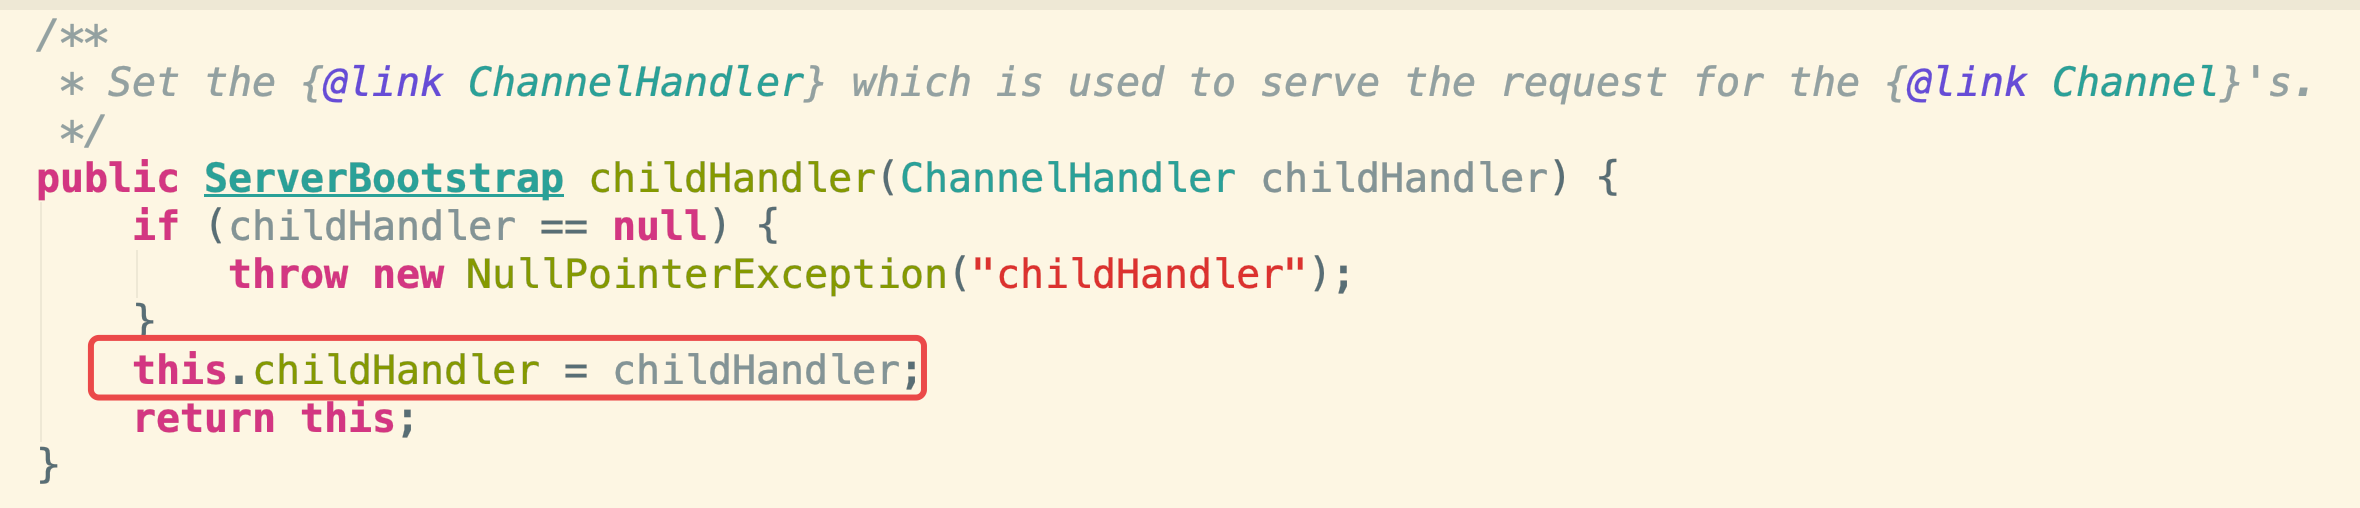 /**
 * Set the {@link ChannelHandler} which is used to serve the request for the {@link Channel}'s.
 */
public ServerBootstrap childHandler(ChannelHandler childHandler) {
    if (childHandler == null) {
        throw new NullPointerException("childHandler");
    }
    this.childHandler = childHandler;
    return this;
}